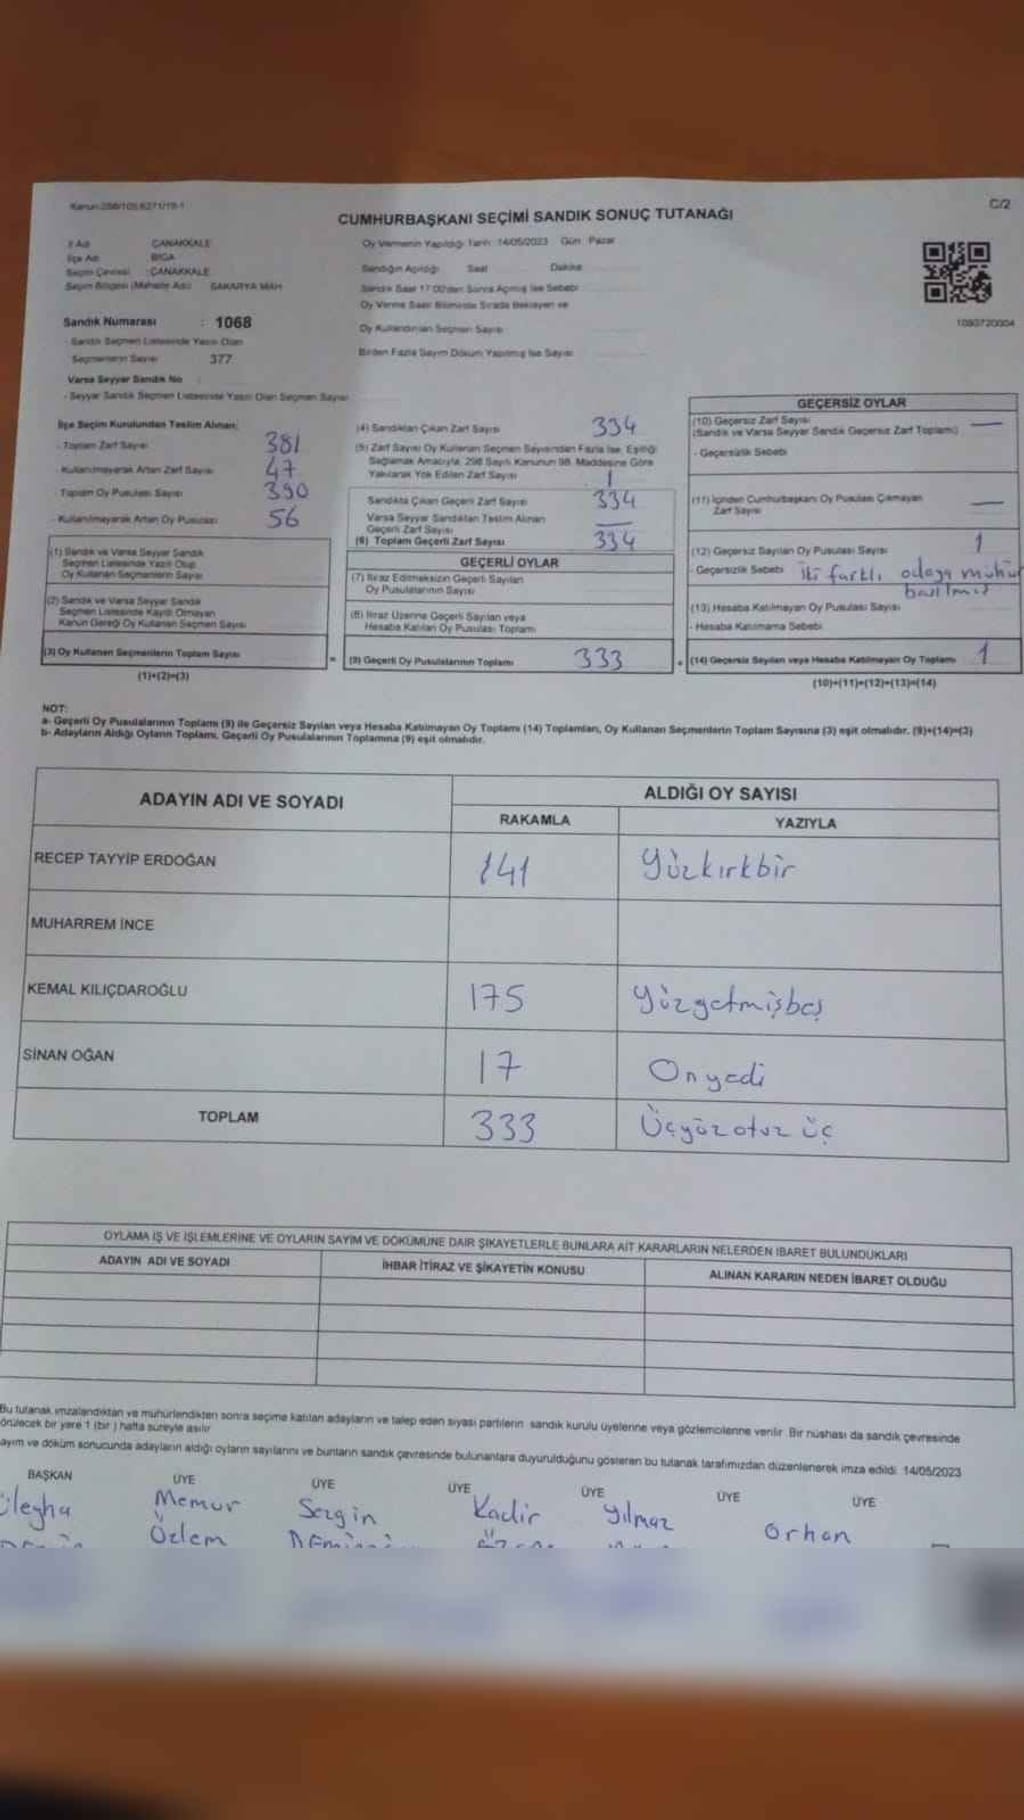 CUMHURBAŞKANI SEÇİMİ SANDIK SONUÇ TUTANAĞI
C/2
İl Adı ÇANAKKALE
İlçe Adı BİGA
Seçim Çevresi :ÇANAKKALE
Seçim Bölgesi (Mahalle Adı) SAKARYA MAH
Oy Vermenin Yapıldığı Tarih 14/05/2023 Gün Pazar
Sandığın Açıldığı Saat Dakika
Sandık Saat 17:00'den Sonra Açılmış İse Sebebi
Oy Verme Saati Bitiminde Sırada Bekleyen ve
Oy Kullandırılan Seçmen Sayısı
Birden Fazla Sayım Döküm Yapılmış İse Sayısı
Sandık Numarası : 1068
- Sandık Seçmen Listesinde Yazılı Olan
Seçmenlerin Sayısı 377
Varsa Seyyar Sandık No
- Seyyar Sandık Seçmen Listesinde Yazılı Olan Seçmen Sayısı
İlçe Seçim Kurulundan Teslim Alınan;
- Toplam Zarf Sayısı 381
- Kullanılmayarak Artan Zarf Sayısı 47
- Toplam Oy Pusulası Sayısı 390
- Kullanılmayarak Artan Oy Pusulası 56
(1) Sandık ve Varsa Seyyar Sandık
Seçmen Listesinde Yazılı Olup
Oy Kullanan Seçmenlerin Sayısı
(2) Sandık ve Varsa Seyyar Sandık
Seçmen Listesinde Kayıtlı Olmayan
Kanun Gereği Oy Kullanan Seçmen Sayısı
(3) Oy Kullanan Seçmenlerin Toplam Sayısı
(1)+(2)=(3)
(4) Sandıktan Çıkan Zarf Sayısı 334
(5) Zarf Sayısı Oy Kullanan Seçmen Sayısından Fazla İse, Eşitliği
Sağlamak Amacıyla, 298 Sayılı Kanunun 98. Maddesine Göre
Yakılarak Yok Edilen Zarf Sayısı
Sandıkta Çıkan Geçerli Zarf Sayısı 334
Varsa Seyyar Sandıktan Teslim Alınan
Geçerli Zarf Sayısı —
(6) Toplam Geçerli Zarf Sayısı 334
GEÇERLİ OYLAR
(7) İtiraz Edilmeksizin Geçerli Sayılan
Oy Pusulalarının Sayısı
(8) İtiraz Üzerine Geçerli Sayılan veya
Hesaba Katılan Oy Pusulası Toplamı
= (9) Geçerli Oy Pusulalarının Toplamı 333
GEÇERSİZ OYLAR
(10) Geçersiz Zarf Sayısı —
(Sandık ve Varsa Seyyar Sandık Geçersiz Zarf Toplamı)
- Geçersizlik Sebebi
(11) İçinden Cumhurbaşkanı Oy Pusulası Çıkmayan —
Zarf Sayısı
(12) Geçersiz Sayılan Oy Pusulası Sayısı 1
- Geçersizlik Sebebi İki farklı adaya mühür
basılmış
(13) Hesaba Katılmayan Oy Pusulası Sayısı
- Hesaba Katılmama Sebebi
+ (14) Geçersiz Sayılan veya Hesaba Katılmayan Oy Toplamı 1
(10)+(11)+(12)+(13)=(14)
NOT:
a- Geçerli Oy Pusulalarının Toplamı (9) ile Geçersiz Sayılan veya Hesaba Katılmayan Oy Toplamı (14) Toplamları, Oy Kullanan Seçmenlerin Toplam Sayısına (3) eşit olmalıdır. (9)+(14)=(3)
b- Adayların Aldığı Oyların Toplamı, Geçerli Oy Pusulalarının Toplamına (9) eşit olmalıdır.
ADAYIN ADI VE SOYADI
ALDIĞI OY SAYISI
RAKAMLA YAZIYLA
RECEP TAYYİP ERDOĞAN 141 Yüzkırkbir
MUHARREM İNCE
KEMAL KILIÇDAROĞLU 175 Yüzyetmişbeş
SİNAN OĞAN 17 Onyedi
TOPLAM 333 Üçyüzotuz üç
OYLAMA İŞ VE İŞLEMLERİNE VE OYLARIN SAYIM VE DÖKÜMÜNE DAİR ŞİKAYETLERLE BUNLARA AİT KARARLARIN NELERDEN İBARET BULUNDUKLARI
ADAYIN ADI VE SOYADI İHBAR İTİRAZ VE ŞİKAYETİN KONUSU ALINAN KARARIN NEDEN İBARET OLDUĞU
Bu tutanak imzalandıktan ve mühürlendikten sonra seçime katılan adayların ve talep eden siyasi partilerin sandık kurulu üyelerine veya gözlemcilerine verilir. Bir nüshası da sandık çevresinde
görülecek bir yere 1 (bir) hafta süreyle asılır.
ayım ve döküm sonucunda adayların aldığı oyların sayılarını ve bunların sandık çevresinde bulunanlara duyurulduğunu gösteren bu tutanak tarafımızdan düzenlenerek imza edildi. 14/05/2023
BAŞKAN ÜYE ÜYE ÜYE ÜYE ÜYE ÜYE
üleyha Memur Sezgin Kadir Yılmaz Orhan
Özlem